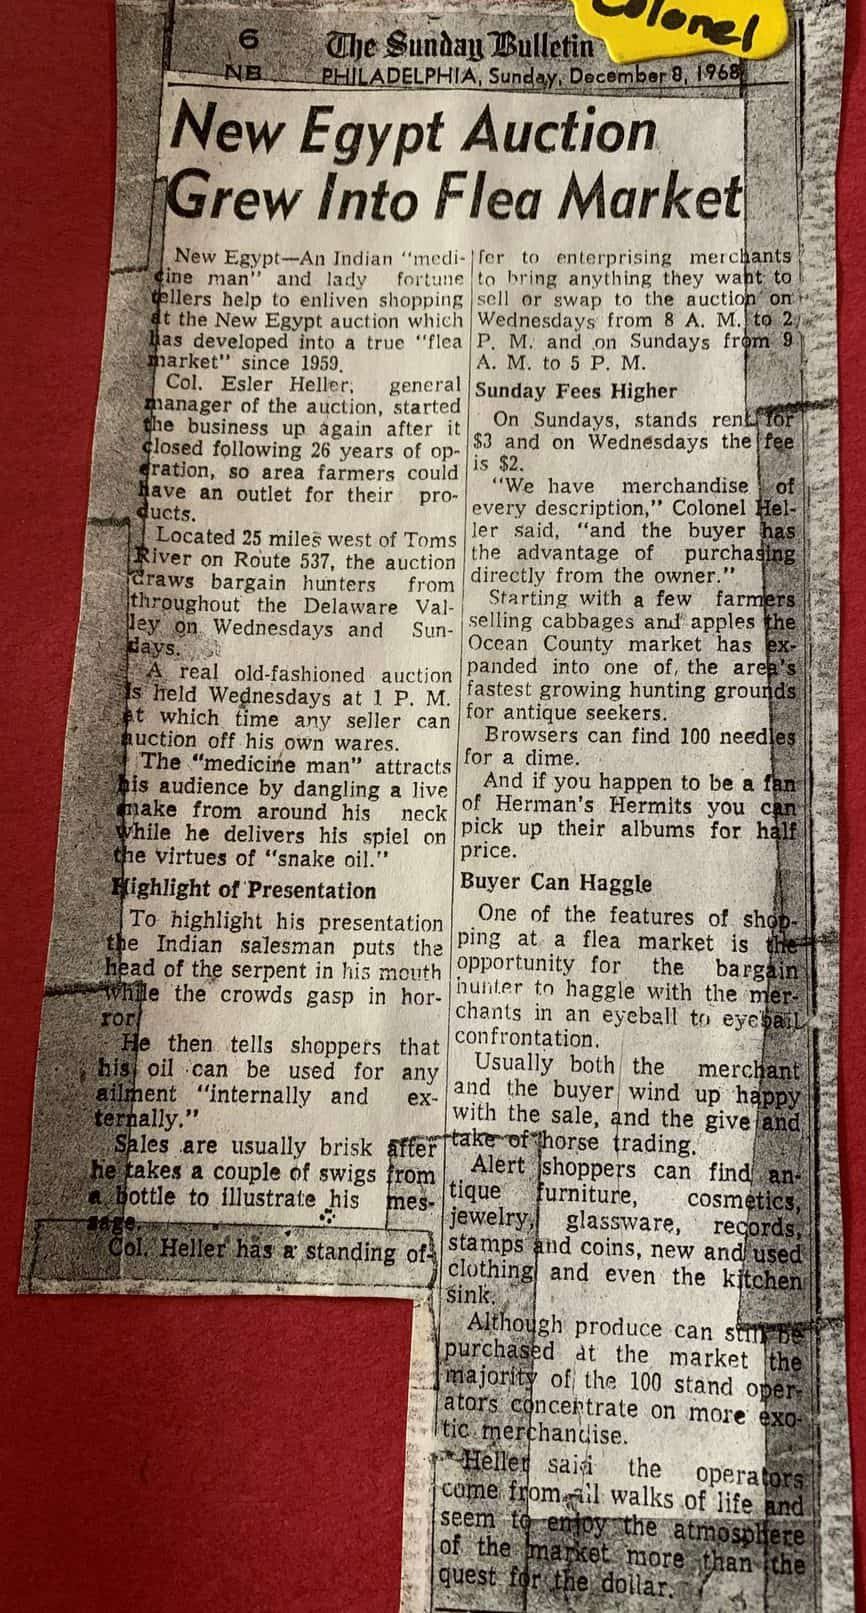 Colonel
6
The Sunday Bulletin
NB
PHILADELPHIA, Sunday, December 8, 1968
New Egypt Auction
Grew Into Flea Market
New Egypt—An Indian "medi-
cine man" and lady fortune
tellers help to enliven shopping
at the New Egypt auction which
has developed into a true "flea
market" since 1959.
Col. Esler Heller, general
manager of the auction, started
the business up again after it
closed following 26 years of op-
eration, so area farmers could
have an outlet for their pro-
ducts.
Located 25 miles west of Toms
River on Route 537, the auction
draws bargain hunters from
throughout the Delaware Val-
ley on Wednesdays and Sun-
days.
A real old-fashioned auction
is held Wednesdays at 1 P. M.
at which time any seller can
auction off his own wares.
The "medicine man" attracts
his audience by dangling a live
snake from around his neck
while he delivers his spiel on
the virtues of "snake oil."
Highlight of Presentation
To highlight his presentation
the Indian salesman puts the
head of the serpent in his mouth
while the crowds gasp in hor-
ror.
He then tells shoppers that
his oil can be used for any
ailment "internally and ex-
ternally."
Sales are usually brisk after
he takes a couple of swigs from
a bottle to illustrate his mes-
sage.
Col. Heller has a standing of-
fer to enterprising merchants
to bring anything they want to
sell or swap to the auction on
Wednesdays from 8 A. M. to 2
P. M. and on Sundays from 9
A. M. to 5 P. M.
Sunday Fees Higher
On Sundays, stands rent for
$3 and on Wednesdays the fee
is $2.
"We have merchandise of
every description," Colonel Hel-
ler said, "and the buyer has
the advantage of purchasing
directly from the owner."
Starting with a few farmers
selling cabbages and apples the
Ocean County market has ex-
panded into one of the area's
fastest growing hunting grounds
for antique seekers.
Browsers can find 100 needles
for a dime.
And if you happen to be a fan
of Herman's Hermits you can
pick up their albums for half
price.
Buyer Can Haggle
One of the features of shop-
ping at a flea market is the
opportunity for the bargain
hunter to haggle with the mer-
chants in an eyeball to eyeball
confrontation.
Usually both the merchant
and the buyer wind up happy
with the sale, and the give and
take of horse trading.
Alert shoppers can find an-
tique furniture, cosmetics,
jewelry, glassware, records,
stamps and coins, new and used
clothing and even the kitchen
sink.
Although produce can still be
purchased at the market the
majority of the 100 stand oper-
ators concentrate on more exo-
tic merchandise.
Heller said the operators
come from all walks of life and
seem to enjoy the atmosphere
of the market more than the
quest for the dollar.